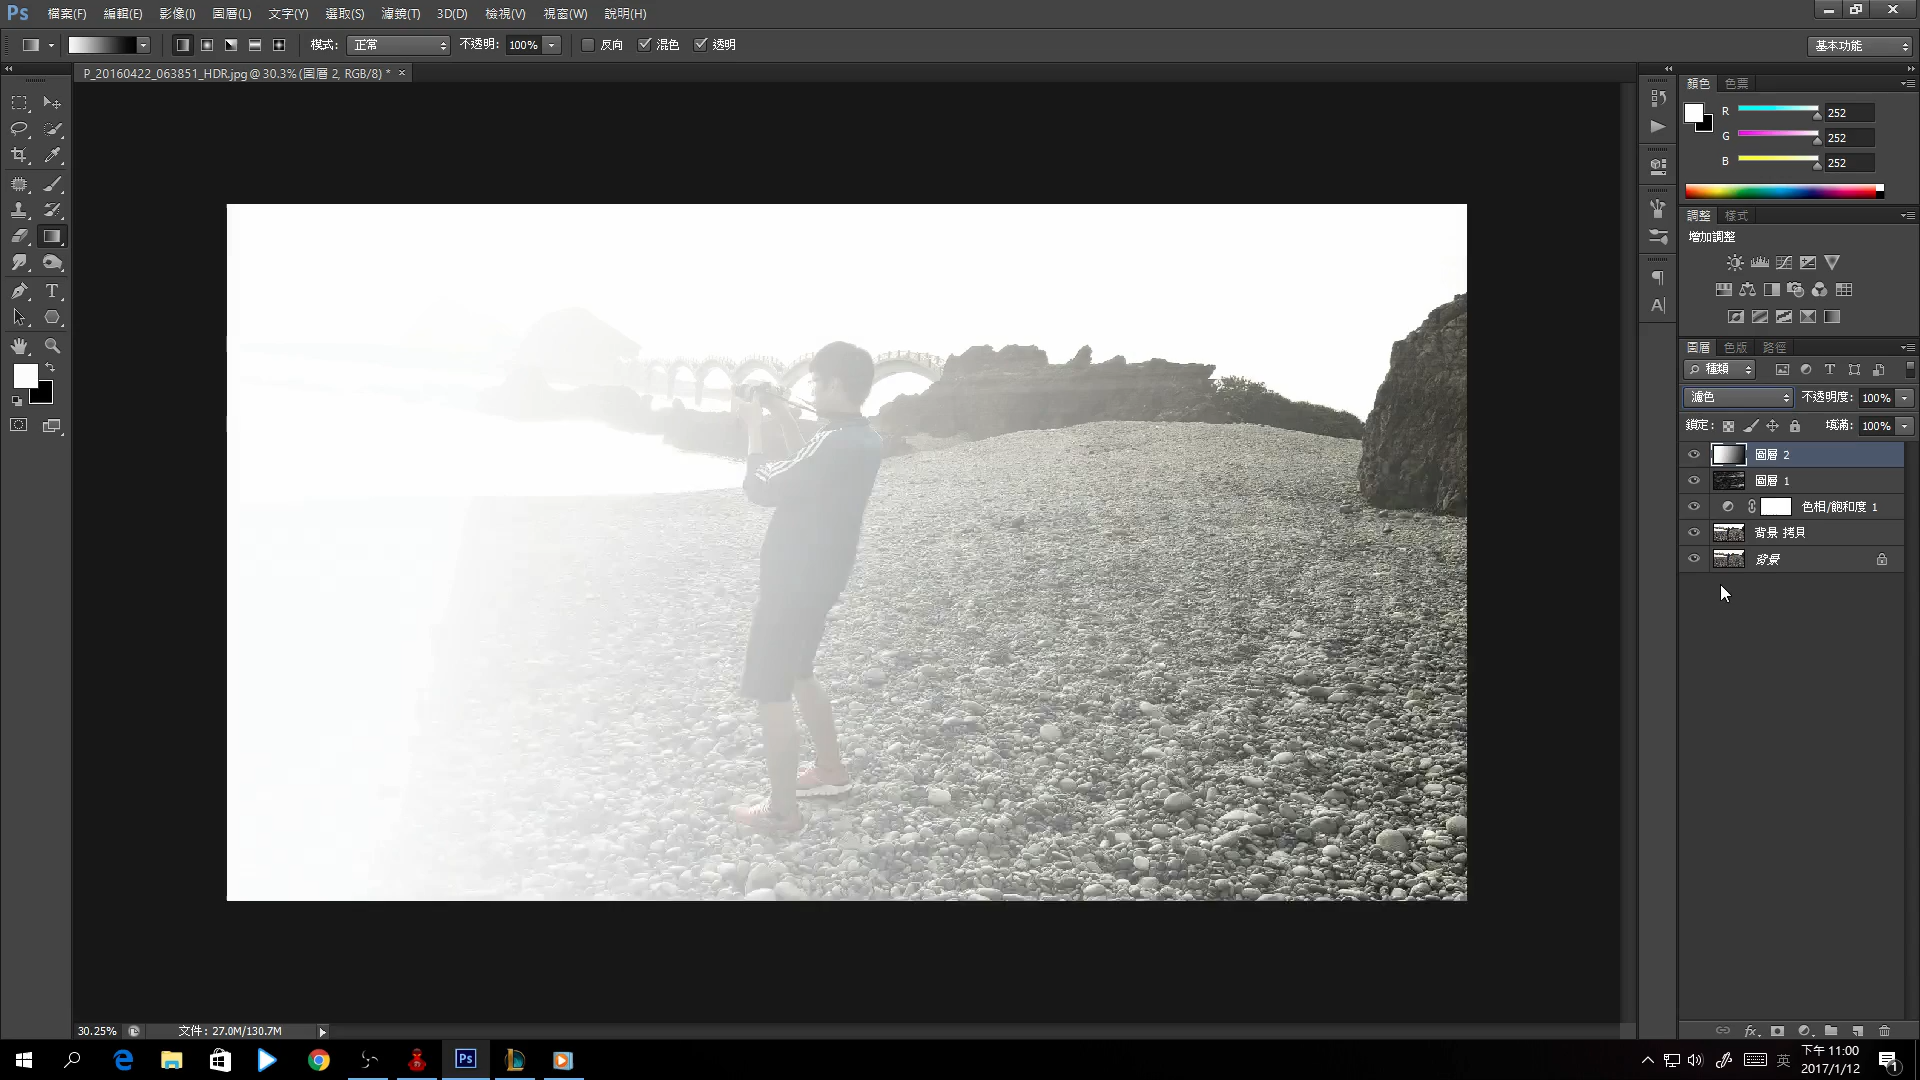 Ps 檔案(F) 編輯(E) 影像(I) 圖層(L) 文字(Y) 選取(S) 濾鏡(T) 3D(D) 檢視(V) 視窗(W) 說明(H)
模式: 正常 不透明: 100% 反向 混色 透明 基本功能
P_20160422_063851_HDR.jpg @ 30.3% (圖層 2, RGB/8) *
顏色 色票
R 252
G 252
B 252
調整 樣式
增加調整
圖層 色版 路徑
種類
濾色 不透明度: 100%
鎖定: 填滿: 100%
圖層 2
圖層 1
色相/飽和度 1
背景 拷貝
背景
30.25% 文件: 27.0M/130.7M
fx
Ps 英 下午 11:00
2017/1/12
1